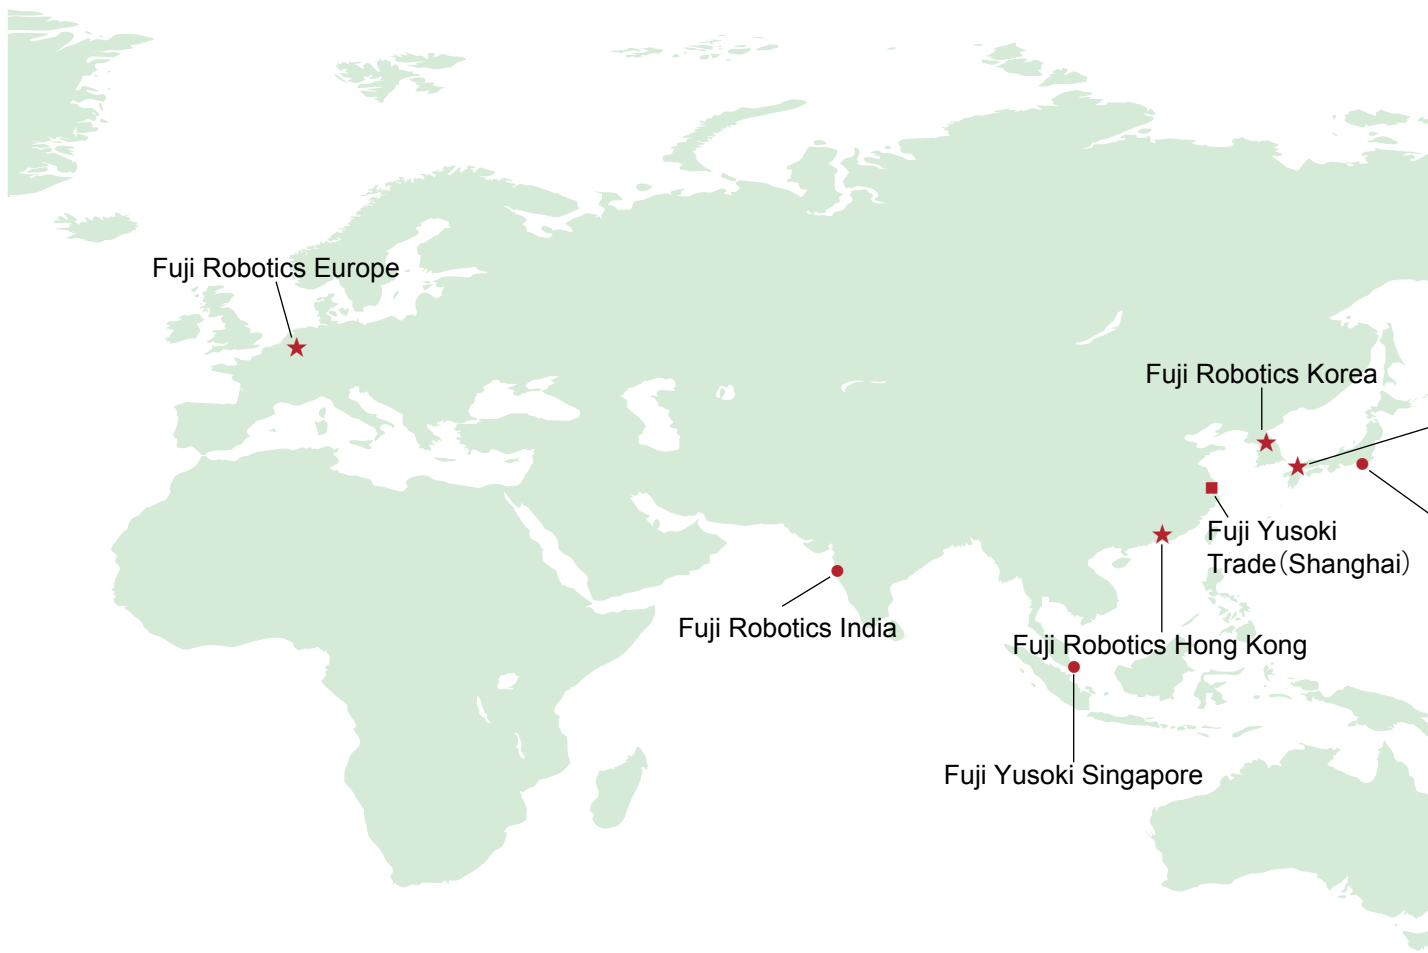 Fuji Robotics Europe
Fuji Robotics Korea
Fuji Yusoki
Trade（Shanghai）
Fuji Robotics India
Fuji Robotics Hong Kong
Fuji Yusoki Singapore